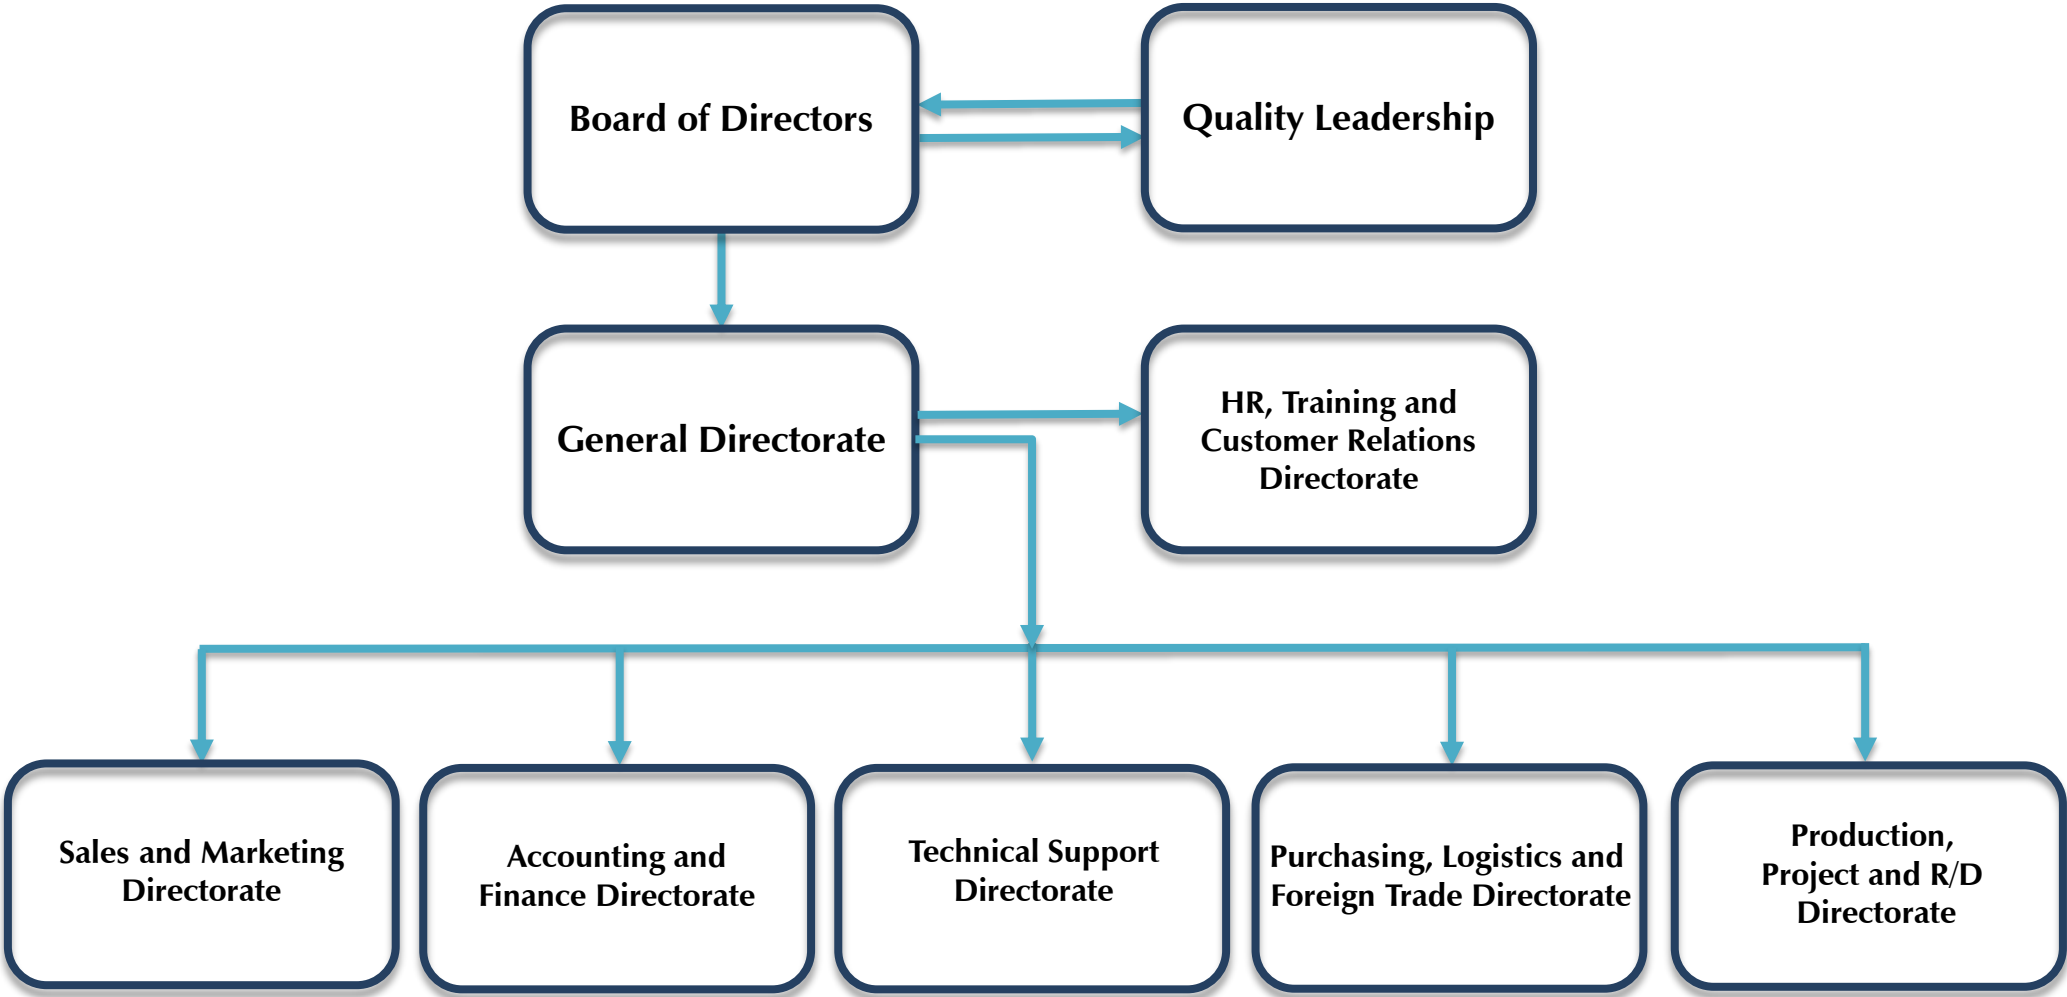 Board of Directors
Quality Leadership
General Directorate
HR, Training and
Customer Relations
Directorate
Sales and Marketing
Directorate
Accounting and
Finance Directorate
Technical Support
Directorate
Purchasing, Logistics and
Foreign Trade Directorate
Production,
Project and R/D
Directorate